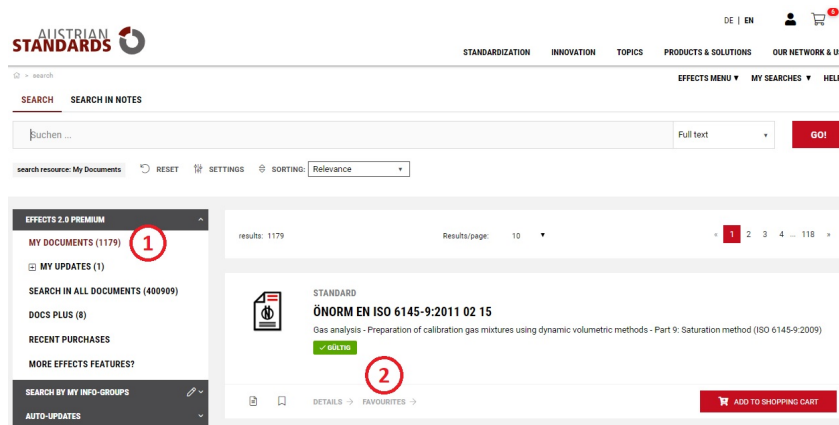 DE | EN
6
AUSTRIAN
STANDARDS
STANDARDIZATION INNOVATION TOPICS PRODUCTS & SOLUTIONS OUR NETWORK & U
> search
EFFECTS MENU ▼ MY SEARCHES ▼ HELP
SEARCH SEARCH IN NOTES
Suchen ...
Full text
GO!
search resource: My Documents RESET SETTINGS SORTING: Relevance
EFFECTS 2.0 PREMIUM
MY DOCUMENTS (1179)
1
MY UPDATES (1)
SEARCH IN ALL DOCUMENTS (400909)
DOCS PLUS (8)
RECENT PURCHASES
MORE EFFECTS FEATURES?
SEARCH BY MY INFO-GROUPS
AUTO-UPDATES
results: 1179 Results/page: 10 « 1 2 3 4 ... 118 »
STANDARD
ÖNORM EN ISO 6145-9:2011 02 15
Gas analysis - Preparation of calibration gas mixtures using dynamic volumetric methods - Part 9: Saturation method (ISO 6145-9:2009)
✓ GÜLTIG
2
DETAILS → FAVOURITES →
ADD TO SHOPPING CART